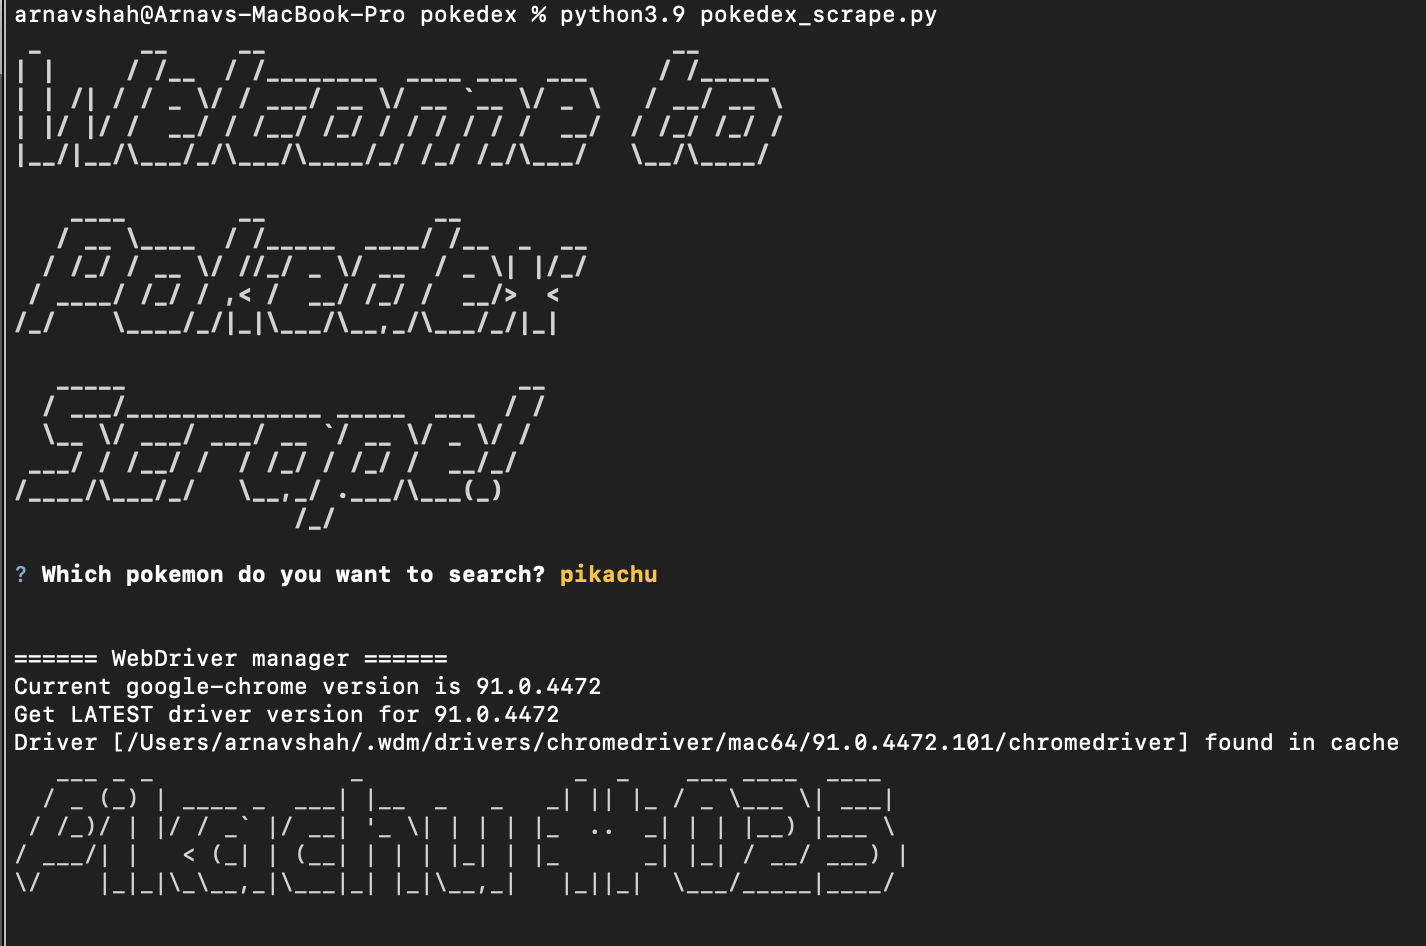 arnavshah@Arnavs-MacBook-Pro pokedex % python3.9 pokedex_scrape.py
Welcome to
Pokedex
Scrape!
? Which pokemon do you want to search? pikachu
====== WebDriver manager ======
Current google-chrome version is 91.0.4472
Get LATEST driver version for 91.0.4472
Driver [/Users/arnavshah/.wdm/drivers/chromedriver/mac64/91.0.4472.101/chromedriver] found in cache
Pikachu #025